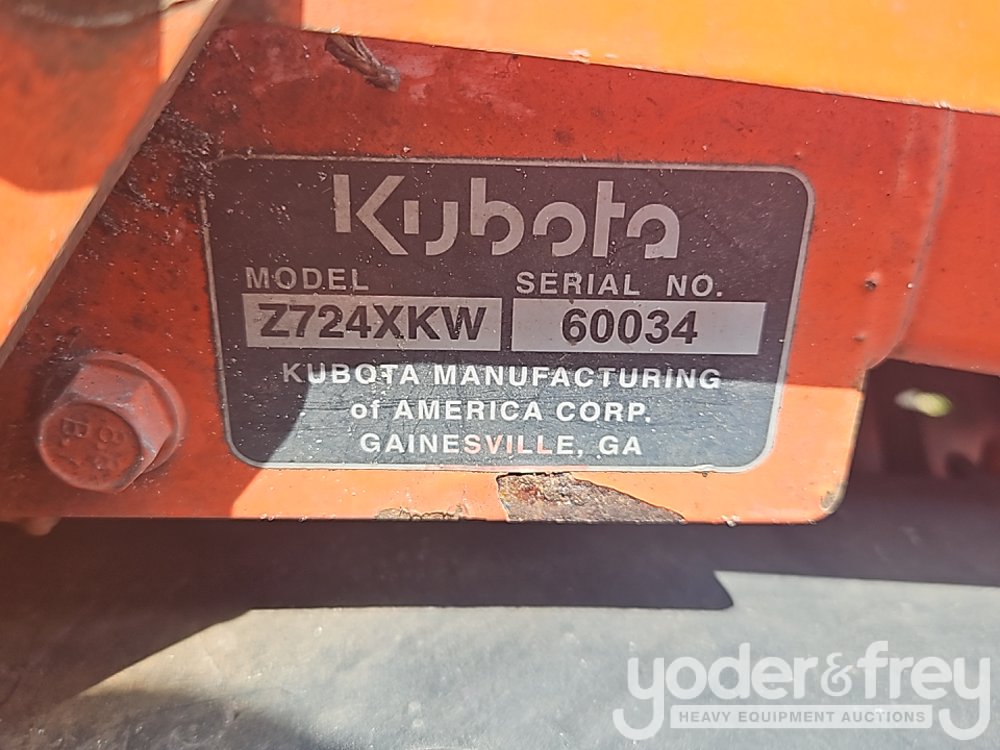 Kubota
MODEL SERIAL NO.
Z724XKW 60034
KUBOTA MANUFACTURING
of AMERICA CORP.
GAINESVILLE, GA
yoder&frey
HEAVY EQUIPMENT AUCTIONS